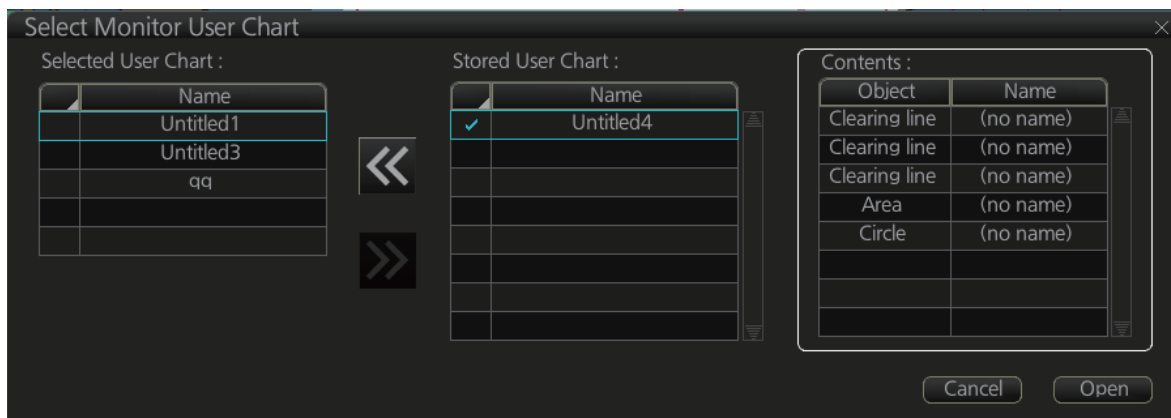 Select Monitor User Chart
Selected User Chart :
Name
Untitled1
Untitled3
qq
Stored User Chart :
Name
Untitled4
Contents :
Object Name
Clearing line (no name)
Clearing line (no name)
Clearing line (no name)
Area (no name)
Circle (no name)
Cancel Open